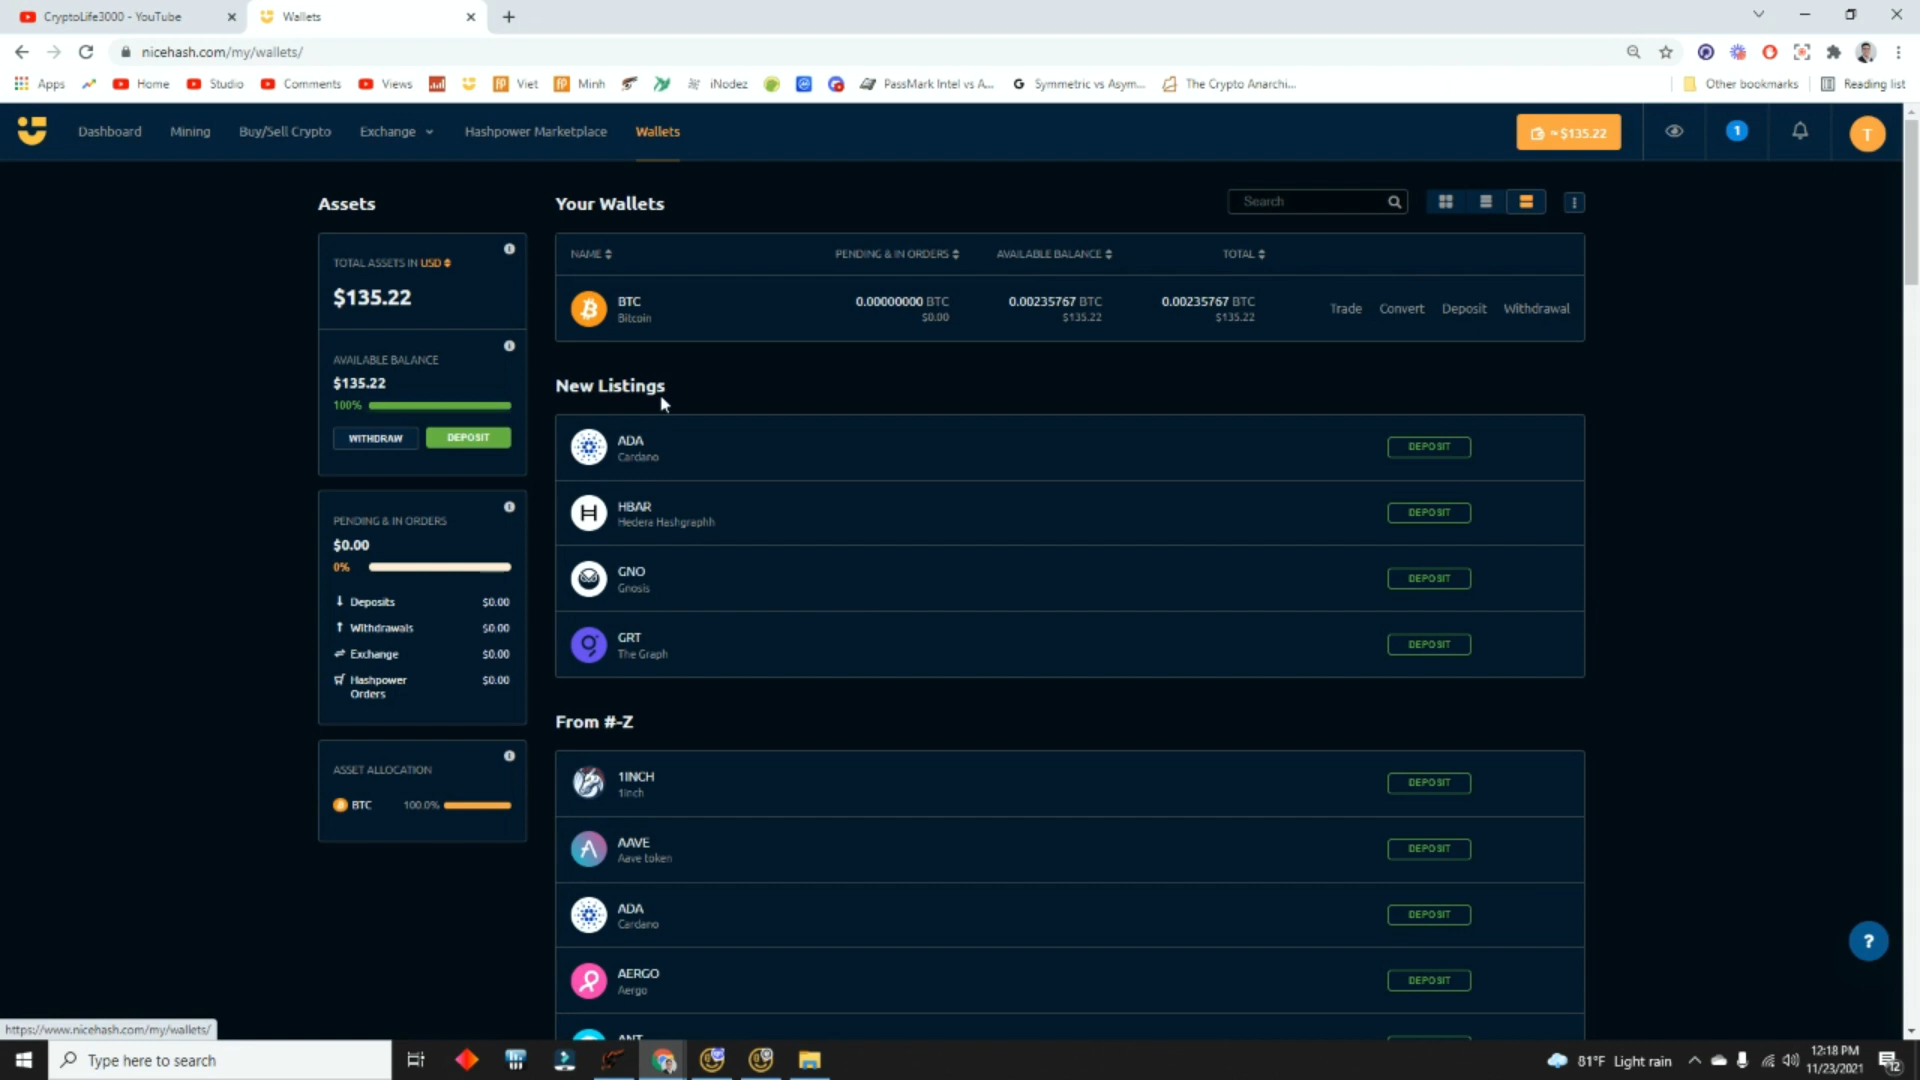 CryptoLife3000 - YouTube
Wallets
nicehash.com/my/wallets/
Apps
Home
Studio
Comments
Views
Viet
Minh
iNodez
PassMark Intel vs A...
Symmetric vs Asym...
The Crypto Anarchi...
Other bookmarks
Reading list
Dashboard
Mining
Buy/Sell Crypto
Exchange
Hashpower Marketplace
Wallets
≈ $135.22
1
T
Assets
TOTAL ASSETS IN USD
$135.22
AVAILABLE BALANCE
$135.22
100%
WITHDRAW
DEPOSIT
PENDING & IN ORDERS
$0.00
0%
Deposits $0.00
Withdrawals $0.00
Exchange $0.00
Hashpower $0.00
Orders
ASSET ALLOCATION
BTC 100.0%
Your Wallets
Search
NAME PENDING & IN ORDERS AVAILABLE BALANCE TOTAL
BTC 0.00000000 BTC 0.00235767 BTC 0.00235767 BTC
Bitcoin $0.00 $135.22 $135.22
Trade Convert Deposit Withdrawal
New Listings
ADA
Cardano
DEPOSIT
HBAR
Hedera Hashgraphh
DEPOSIT
GNO
Gnosis
DEPOSIT
GRT
The Graph
DEPOSIT
From #-Z
1INCH
1inch
DEPOSIT
AAVE
Aave token
DEPOSIT
ADA
Cardano
DEPOSIT
AERGO
Aergo
DEPOSIT
ANT
?
https://www.nicehash.com/my/wallets/
Type here to search
81°F Light rain
12:18 PM
11/23/2021
12